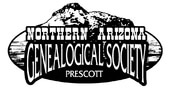 NORTHERN ARIZONA
GENEALOGICAL SOCIETY
PRESCOTT